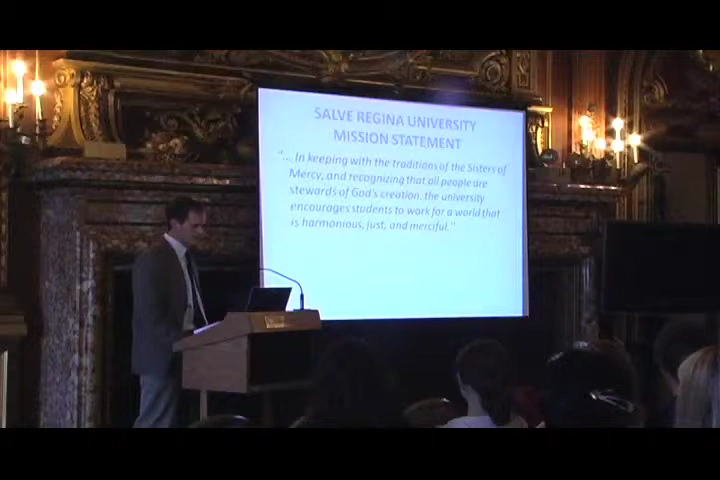 SALVE REGINA UNIVERSITY
MISSION STATEMENT
"... In keeping with the traditions of the Sisters of
Mercy, and recognizing that all people are
stewards of God's creation, the university
encourages students to work for a world that
is harmonious, just, and merciful."